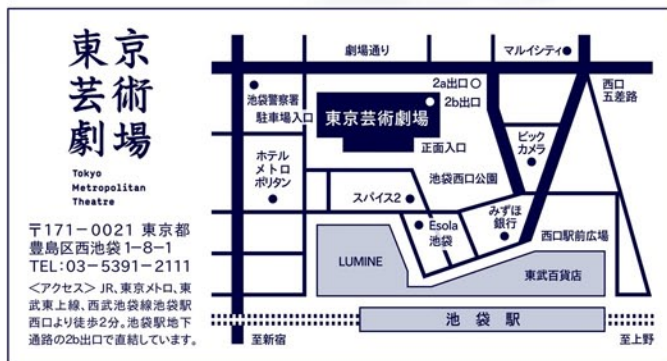 東京
芸術
劇場
Tokyo
Metropolitan
Theatre
〒171−0021 東京都
豊島区西池袋1−8−1
TEL:03−5391−2111
<アクセス> JR、東京メトロ、東
武東上線、西武池袋線池袋駅
西口より徒歩2分。池袋駅地下
通路の2b出口で直結しています。
劇場通り
マルイシティ
2a出口
2b出口
西口
五差路
池袋警察署
駐車場入口
東京芸術劇場
正面入口
ビック
カメラ
ホテル
メトロ
ポリタン
池袋西口公園
スパイス2
Esola
池袋
みずほ
銀行
西口駅前広場
LUMINE
東武百貨店
池袋駅
至新宿
至上野